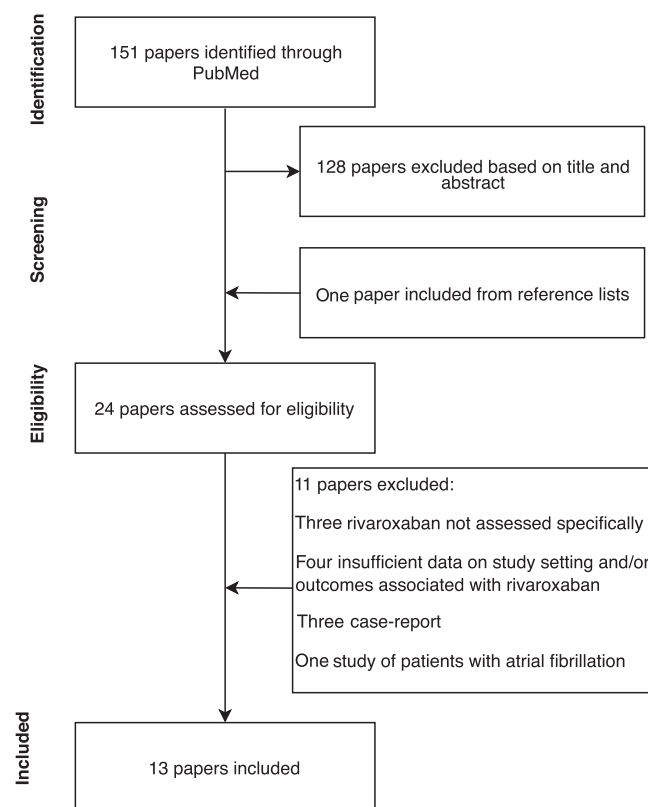 Identification
151 papers identified through
PubMed
128 papers excluded based on title and
abstract
Screening
One paper included from reference lists
Eligibility
24 papers assessed for eligibility
11 papers excluded:
Three rivaroxaban not assessed specifically
Four insufficient data on study setting and/or
outcomes associated with rivaroxaban
Three case-report
One study of patients with atrial fibrillation
Included
13 papers included